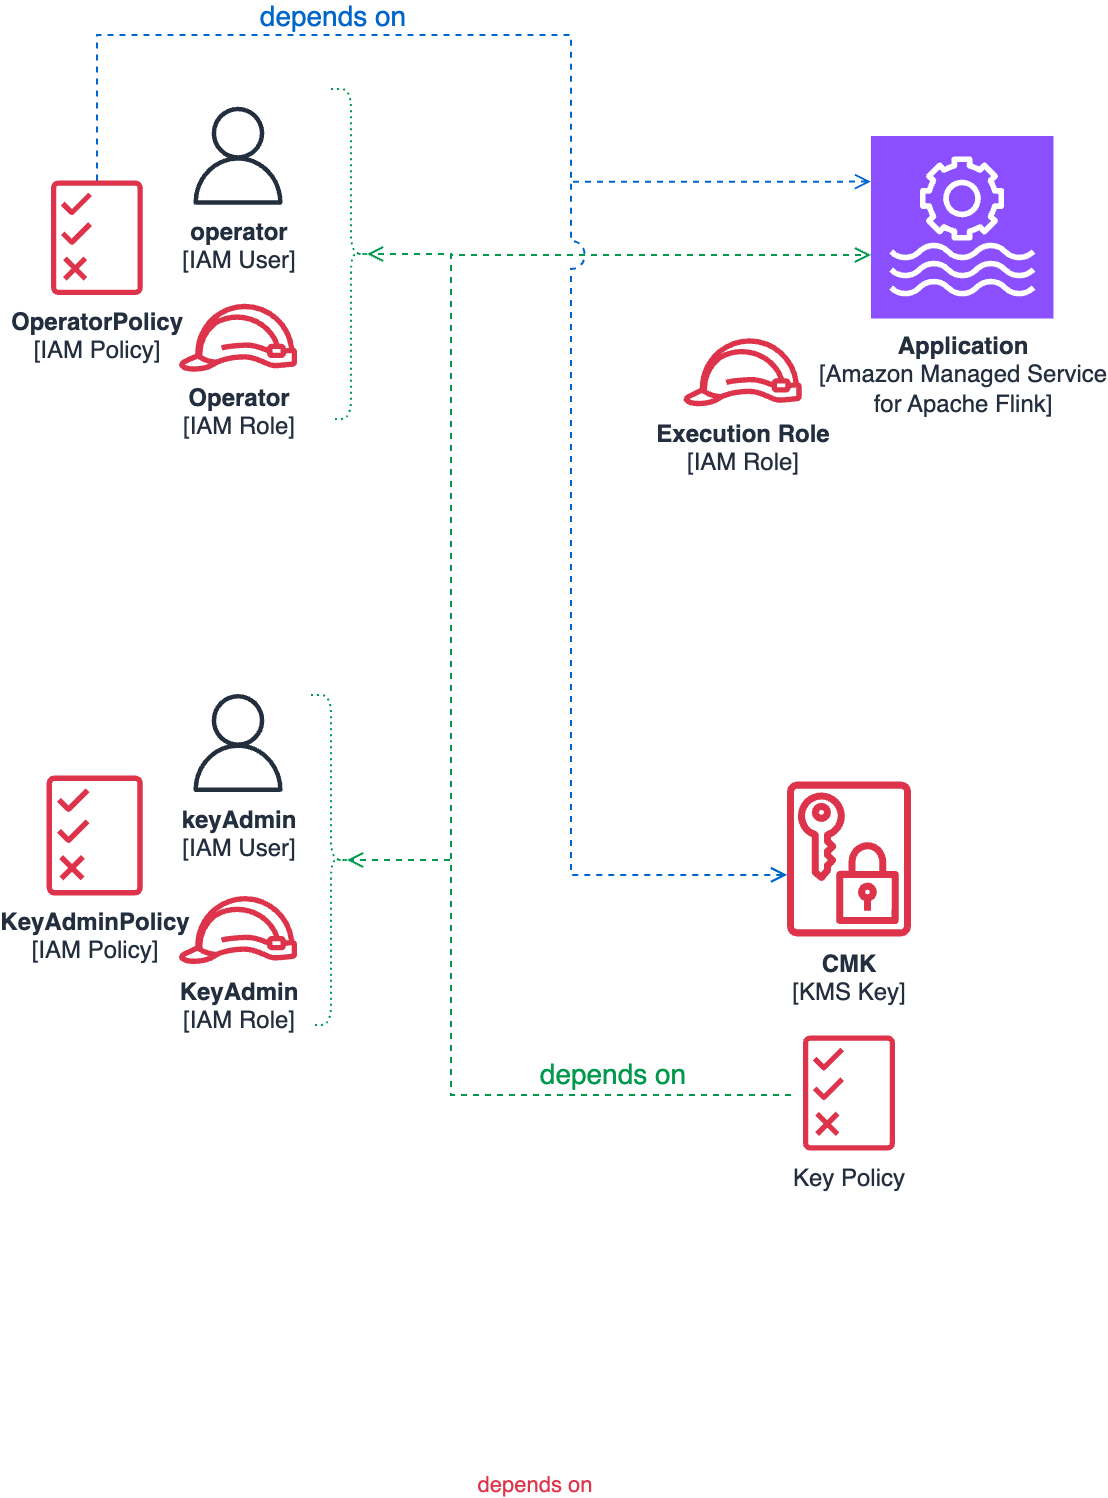 depends on
operator
[IAM User]
OperatorPolicy
[IAM Policy]
Operator
[IAM Role]
Application
[Amazon Managed Service
for Apache Flink]
Execution Role
[IAM Role]
keyAdmin
[IAM User]
KeyAdminPolicy
[IAM Policy]
KeyAdmin
[IAM Role]
CMK
[KMS Key]
depends on
Key Policy
depends on